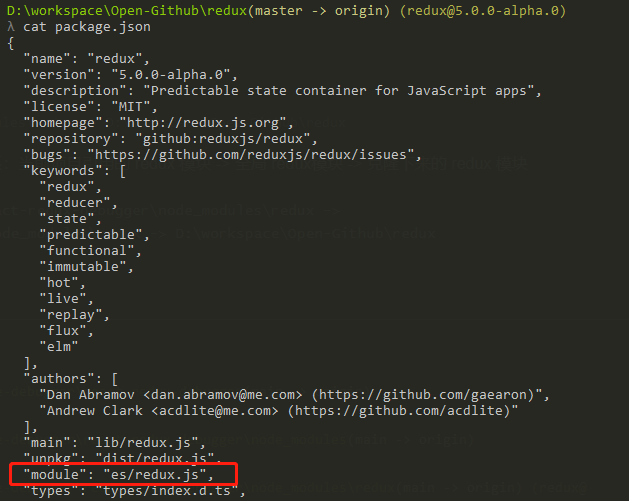 D:\workspace\Open-Github\redux(master -> origin) (redux@5.0.0-alpha.0)
λ cat package.json
{
"name": "redux",
"version": "5.0.0-alpha.0",
"description": "Predictable state container for JavaScript apps",
"license": "MIT",
"homepage": "http://redux.js.org",
"repository": "github:reduxjs/redux",
"bugs": "https://github.com/reduxjs/redux/issues",
"keywords": [
"redux",
"reducer",
"state",
"predictable",
"functional",
"immutable",
"hot",
"live",
"replay",
"flux",
"elm"
],
"authors": [
"Dan Abramov <dan.abramov@me.com> (https://github.com/gaearon)",
"Andrew Clark <acdlite@me.com> (https://github.com/acdlite)"
],
"main": "lib/redux.js",
"unpkg": "dist/redux.js",
"module": "es/redux.js",
"types": "types/index.d.ts",